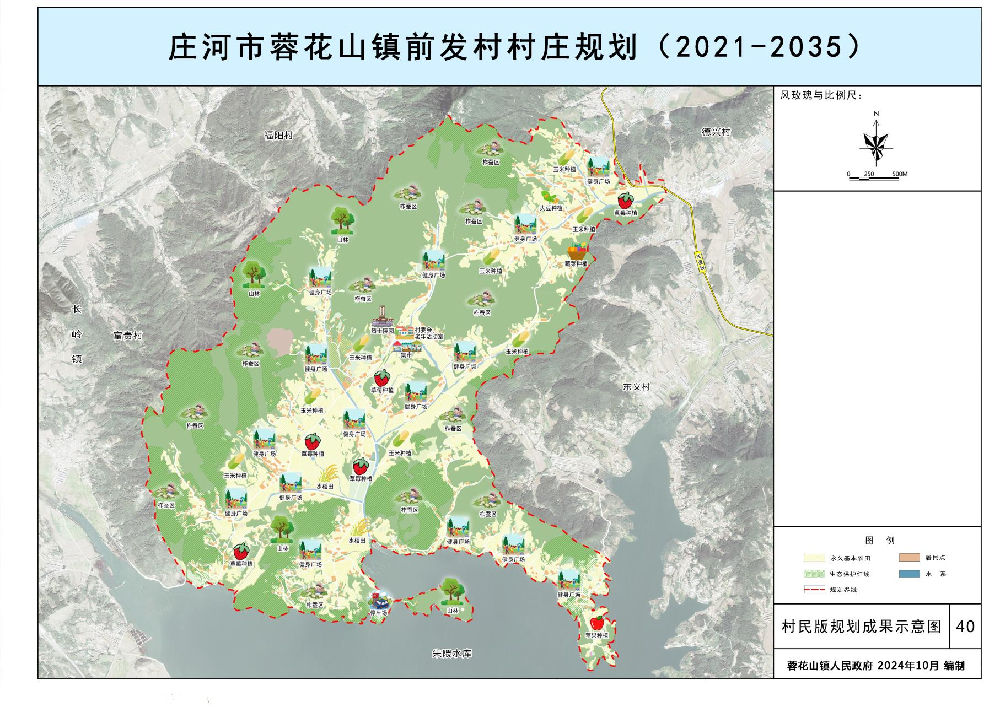 庄河市蓉花山镇前发村村庄规划（2021-2035）
风玫瑰与比例尺：
N
0 250 500M
福阳村
德兴村
柞蚕区
玉米种植
健身广场
柞蚕区
大豆种植
草莓种植
柞蚕区
玉米种植
山林
健身广场
庄茧线
蔬菜种植
健身广场
玉米种植
山林
健身广场
柞蚕区
柞蚕区
长岭镇
富贵村
烈士陵园
村委会
老年活动室
集市
玉米种植
玉米种植
柞蚕区
健身广场
健身广场
东义村
草莓种植
健身广场
玉米种植
柞蚕区
柞蚕区
健身广场
健身广场
草莓种植
玉米种植
玉米种植
草莓种植
水稻田
健身广场
柞蚕区
健身广场
柞蚕区
柞蚕区
水稻田
健身广场
山林
草莓种植
健身广场
健身广场
健身广场
柞蚕区
停车场
山林
苹果种植
朱隈水库
图 例
永久基本农田
居民点
生态保护红线
水 系
规划界线
村民版规划成果示意图
40
蓉花山镇人民政府 2024年10月 编制